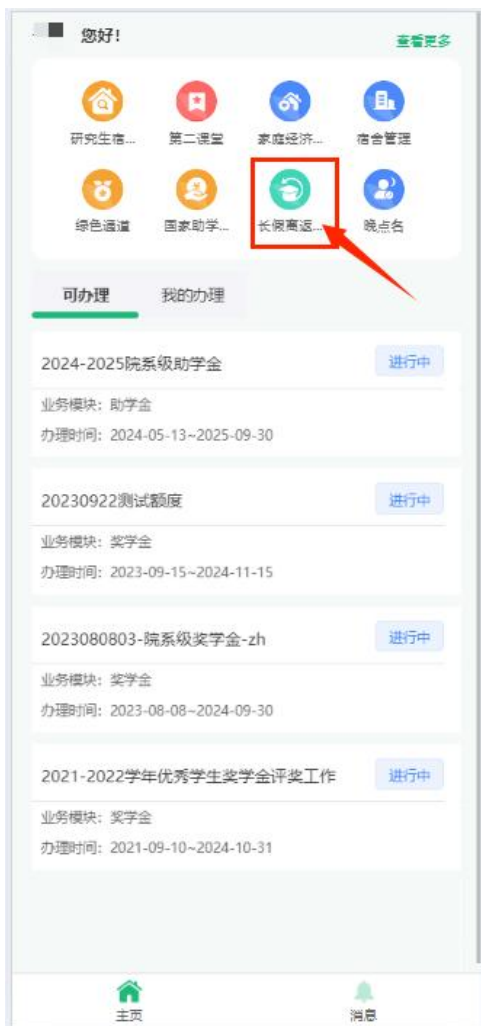 您好!
查看更多
研究生宿...
第二课堂
家庭经济...
宿舍管理
绿色通道
国家助学...
长假离返...
晚点名
可办理
我的办理
2024-2025院系级助学金
进行中
业务模块：助学金
办理时间：2024-05-13~2025-09-30
20230922测试额度
进行中
业务模块：奖学金
办理时间：2023-09-15~2024-11-15
2023080803-院系级奖学金-zh
进行中
业务模块：奖学金
办理时间：2023-08-08~2024-09-30
2021-2022学年优秀学生奖学金评奖工作
进行中
业务模块：奖学金
办理时间：2021-09-10~2024-10-31
主页
消息